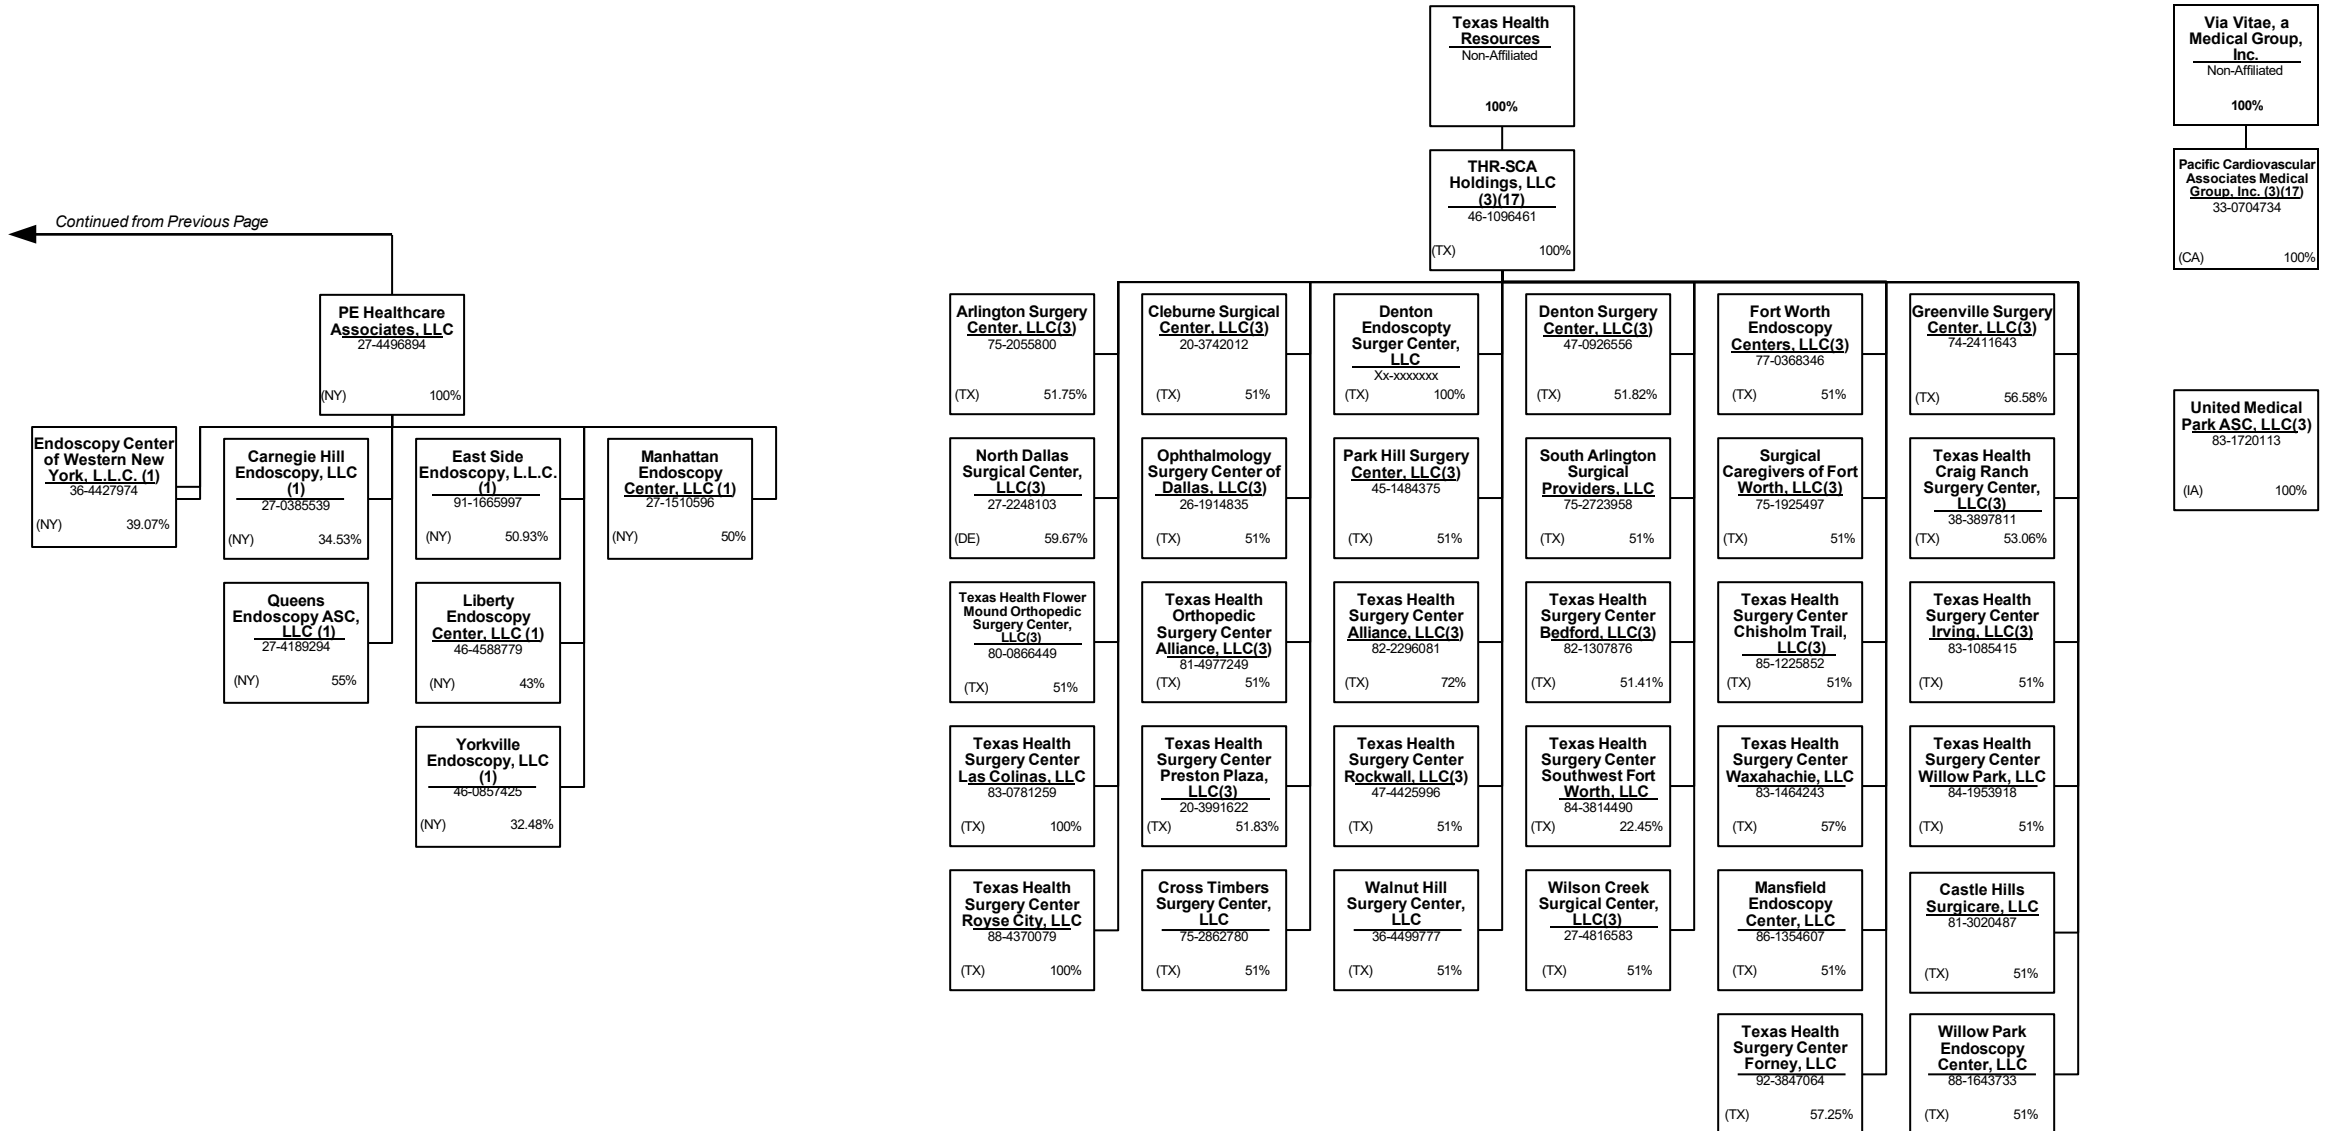 Continued from Previous Page
PE Healthcare
Associates, LLC
27-4496894
(NY) 100%
Endoscopy Center
of Western New
York, L.L.C. (1)
36-4427974
(NY) 39.07%
Carnegie Hill
Endoscopy, LLC
(1)
27-0385539
(NY) 34.53%
East Side
Endoscopy, L.L.C.
(1)
91-1665997
(NY) 50.93%
Manhattan
Endoscopy
Center, LLC (1)
27-1510596
(NY) 50%
Queens
Endoscopy ASC,
LLC (1)
27-4189294
(NY) 55%
Liberty
Endoscopy
Center, LLC (1)
46-4588779
(NY) 43%
Yorkville
Endoscopy, LLC
(1)
46-0857425
(NY) 32.48%
Texas Health
Resources
Non-Affiliated
100%
THR-SCA
Holdings, LLC
(3)(17)
46-1096461
(TX) 100%
Arlington Surgery
Center, LLC(3)
75-2055800
(TX) 51.75%
Cleburne Surgical
Center, LLC(3)
20-3742012
(TX) 51%
Denton
Endoscopty
Surger Center,
LLC
Xx-xxxxxxx
(TX) 100%
Denton Surgery
Center, LLC(3)
47-0926556
(TX) 51.82%
Fort Worth
Endoscopy
Centers, LLC(3)
77-0368346
(TX) 51%
Greenville Surgery
Center, LLC(3)
74-2411643
(TX) 56.58%
North Dallas
Surgical Center,
LLC(3)
27-2248103
(DE) 59.67%
Ophthalmology
Surgery Center of
Dallas, LLC(3)
26-1914835
(TX) 51%
Park Hill Surgery
Center, LLC(3)
45-1484375
(TX) 51%
South Arlington
Surgical
Providers, LLC
75-2723958
(TX) 51%
Surgical
Caregivers of Fort
Worth, LLC(3)
75-1925497
(TX) 51%
Texas Health
Craig Ranch
Surgery Center,
LLC(3)
38-3897811
(TX) 53.06%
Texas Health Flower
Mound Orthopedic
Surgery Center,
LLC(3)
80-0866449
(TX) 51%
Texas Health
Orthopedic
Surgery Center
Alliance, LLC(3)
81-4977249
(TX) 51%
Texas Health
Surgery Center
Alliance, LLC(3)
82-2296081
(TX) 72%
Texas Health
Surgery Center
Bedford, LLC(3)
82-1307876
(TX) 51.41%
Texas Health
Surgery Center
Chisholm Trail,
LLC(3)
85-1225852
(TX) 51%
Texas Health
Surgery Center
Irving, LLC(3)
83-1085415
(TX) 51%
Texas Health
Surgery Center
Las Colinas, LLC
83-0781259
(TX) 100%
Texas Health
Surgery Center
Preston Plaza,
LLC(3)
20-3991622
(TX) 51.83%
Texas Health
Surgery Center
Rockwall, LLC(3)
47-4425996
(TX) 51%
Texas Health
Surgery Center
Southwest Fort
Worth, LLC
84-3814490
(TX) 22.45%
Texas Health
Surgery Center
Waxahachie, LLC
83-1464243
(TX) 57%
Texas Health
Surgery Center
Willow Park, LLC
84-1953918
(TX) 51%
Texas Health
Surgery Center
Royse City, LLC
88-4370079
(TX) 100%
Cross Timbers
Surgery Center,
LLC
75-2862780
(TX) 51%
Walnut Hill
Surgery Center,
LLC
36-4499777
(TX) 51%
Wilson Creek
Surgical Center,
LLC(3)
27-4816583
(TX) 51%
Mansfield
Endoscopy
Center, LLC
86-1354607
(TX) 51%
Castle Hills
Surgicare, LLC
81-3020487
(TX) 51%
Texas Health
Surgery Center
Forney, LLC
92-3847064
(TX) 57.25%
Willow Park
Endoscopy
Center, LLC
88-1643733
(TX) 51%
Via Vitae, a
Medical Group,
Inc.
Non-Affiliated
100%
Pacific Cardiovascular
Associates Medical
Group, Inc. (3)(17)
33-0704734
(CA) 100%
United Medical
Park ASC, LLC(3)
83-1720113
(IA) 100%